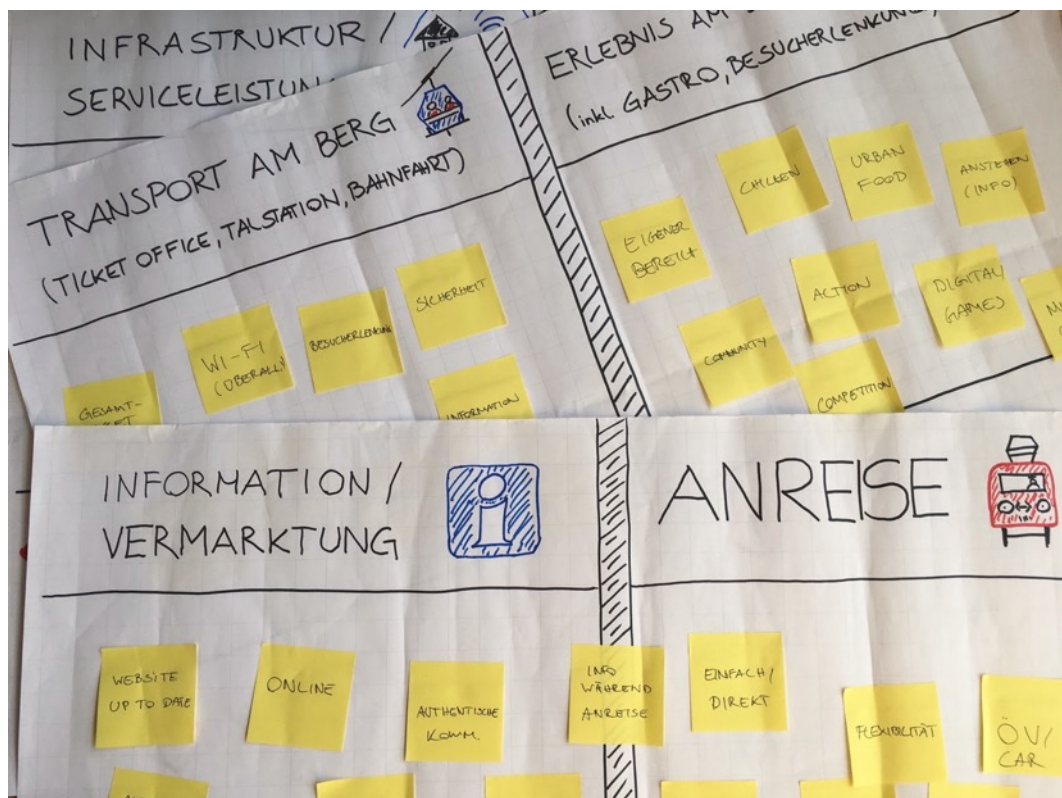 INFRASTRUKTUR /
TRANSPORT AM BERG
(TICKET OFFICE, TALSTATION, BAHNFAHRT)
WI-FI
(ÜBERALL)
BESUCHERLENKUNG
SICHERHEIT
GESAMT-
INFORMATION
ERLEBNIS AM
(inkl. GASTRO, BESUCHERLENKUNG,
EIGENER
BEREICH
CHILLEN
URBAN
FOOD
ANSTEHEN
(INFO)
COMMUNITY
ACTION
DIGITAL/
GAMES
COMPETITION
INFORMATION /
VERMARKTUNG
i
WEBSITE
UP TO DATE
ONLINE
AUTHENTISCHE
KOMM.
INFO
WÄHREND
ANREISE
ANREISE
EINFACH/
DIREKT
FLEXIBILITÄT
ÖV/
CAR